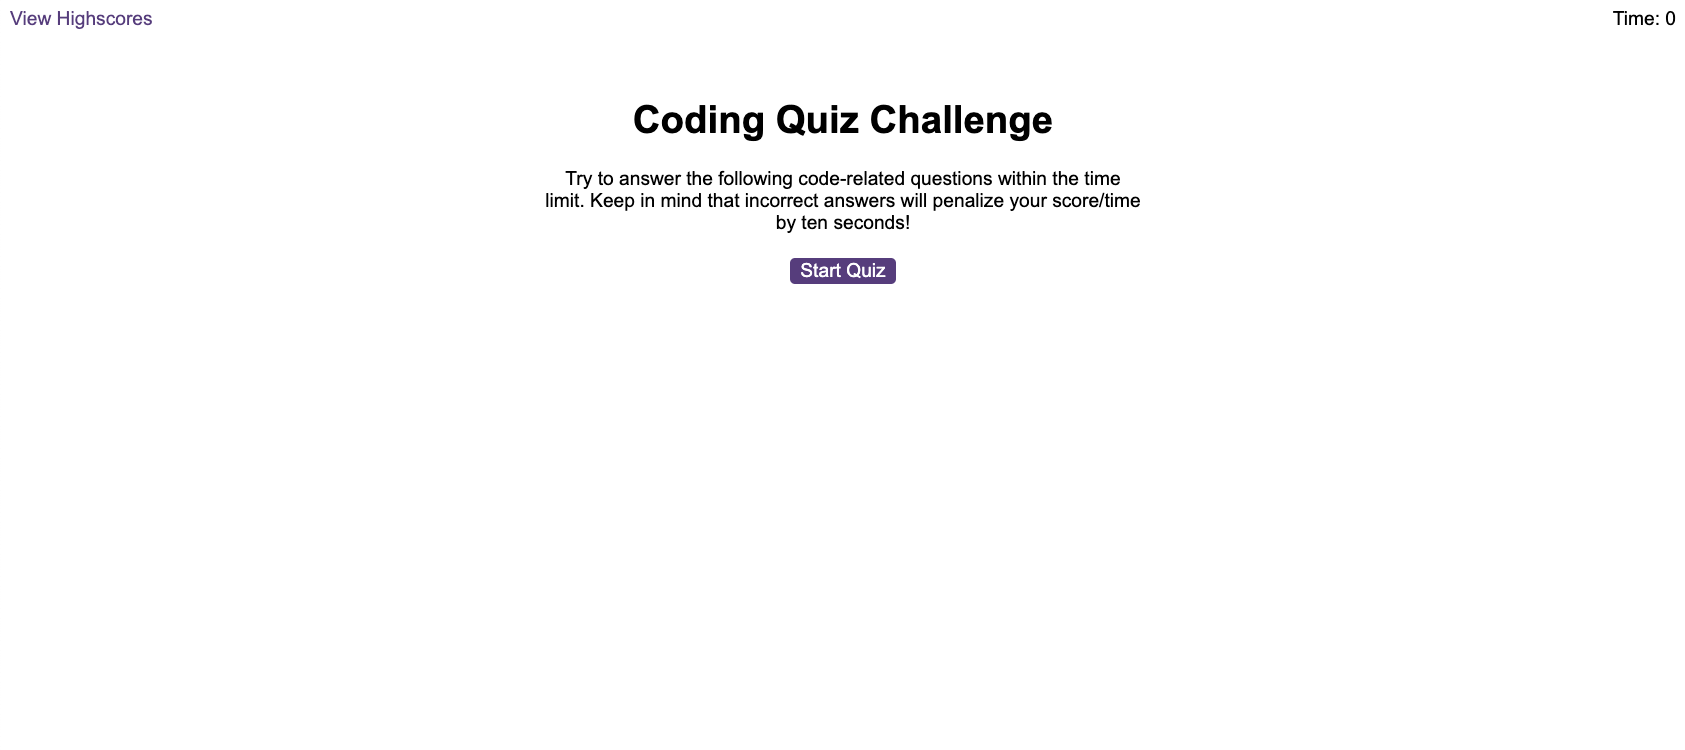 View Highscores
Time: 0
Coding Quiz Challenge
Try to answer the following code-related questions within the time
limit. Keep in mind that incorrect answers will penalize your score/time
by ten seconds!
Start Quiz